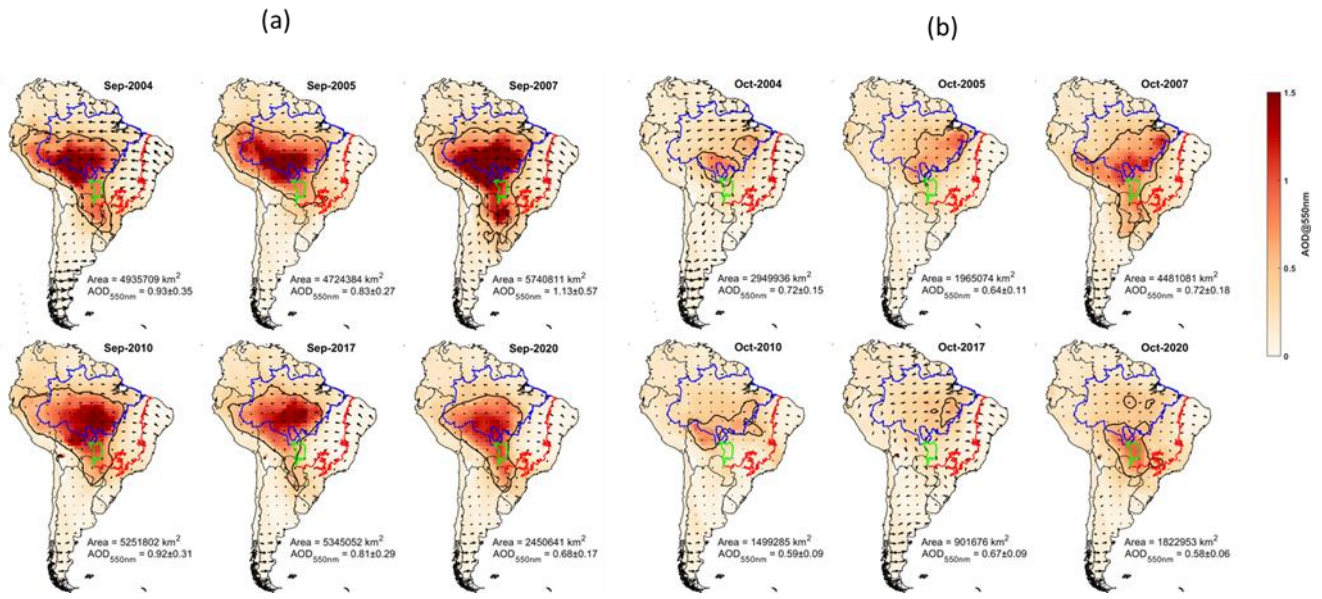 (a)
(b)
Sep-2004
Sep-2005
Sep-2007
Oct-2004
Oct-2005
Oct-2007
Area = 4935709 km²
AOD550nm = 0.93±0.35
Area = 4724384 km²
AOD550nm = 0.83±0.27
Area = 5740811 km²
AOD550nm = 1.13±0.57
Area = 2949936 km²
AOD550nm = 0.72±0.15
Area = 1965074 km²
AOD550nm = 0.64±0.11
Area = 4481081 km²
AOD550nm = 0.72±0.18
1.5
1
0.5
0
AOD@550nm
Sep-2010
Sep-2017
Sep-2020
Oct-2010
Oct-2017
Oct-2020
Area = 5251802 km²
AOD550nm = 0.92±0.31
Area = 5345052 km²
AOD550nm = 0.81±0.29
Area = 2450641 km²
AOD550nm = 0.68±0.17
Area = 1499285 km²
AOD550nm = 0.59±0.09
Area = 901676 km²
AOD550nm = 0.67±0.09
Area = 1822953 km²
AOD550nm = 0.58±0.06